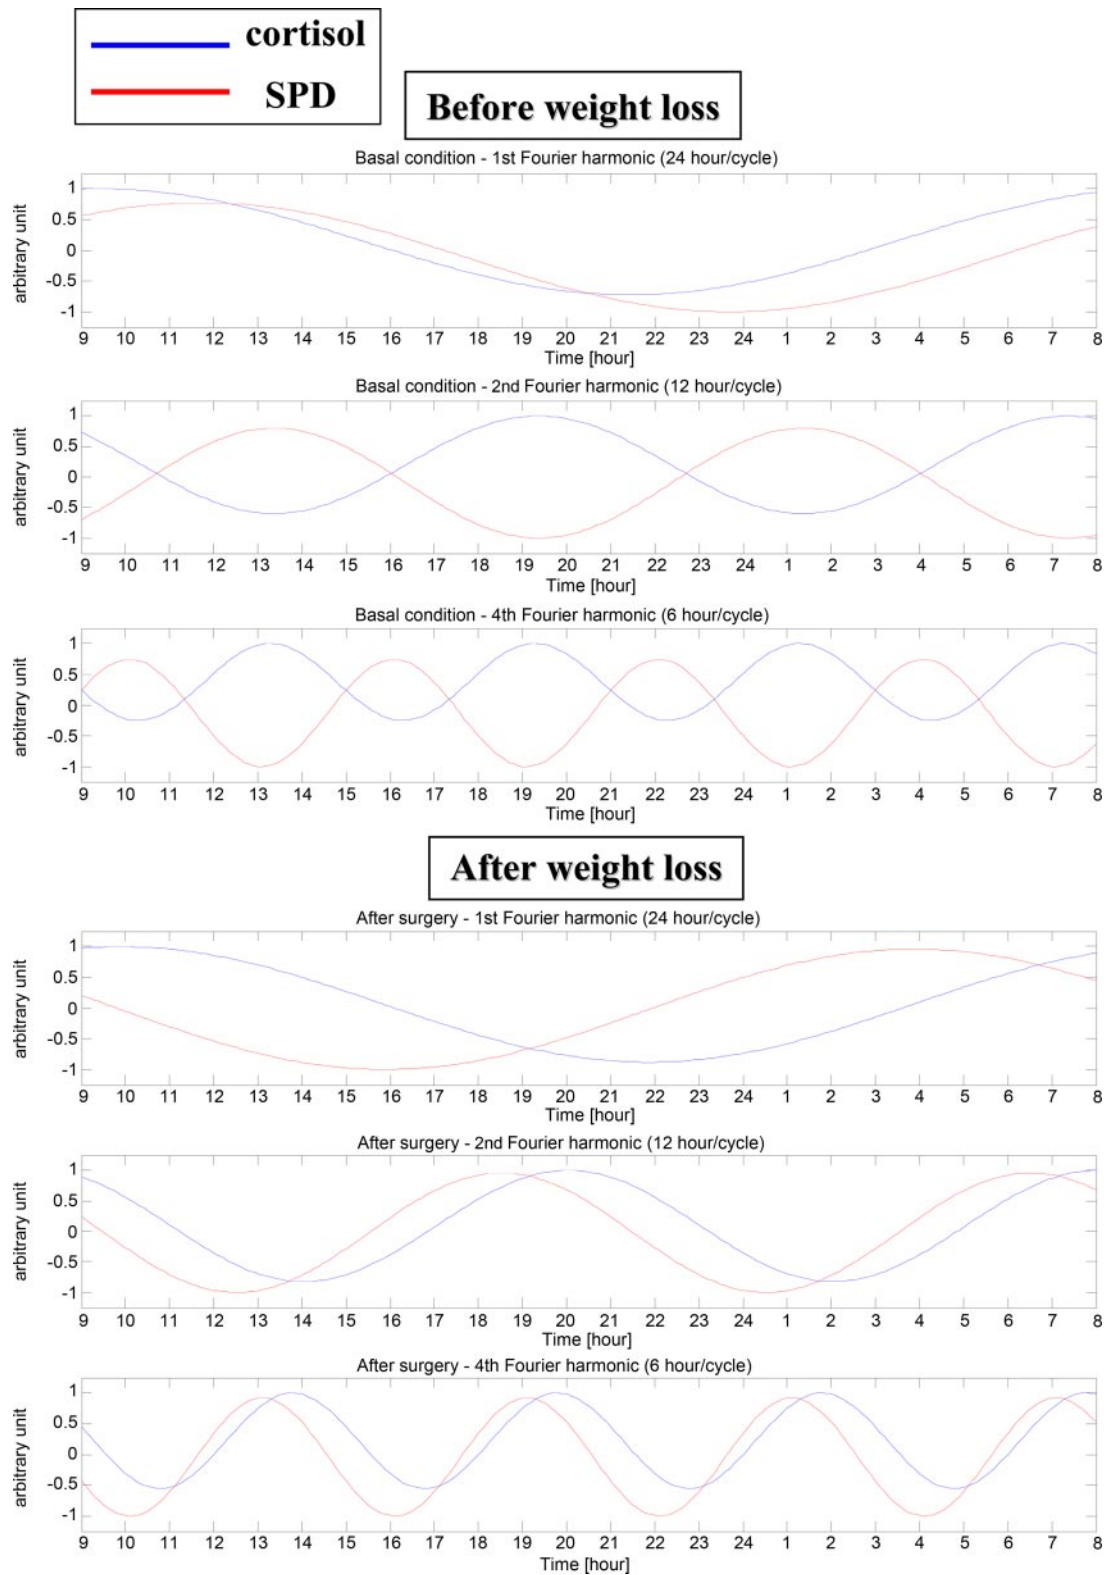 cortisol
SPD
Before weight loss
Basal condition - 1st Fourier harmonic (24 hour/cycle)
arbitrary unit
1
0.5
0
-0.5
-1
9 10 11 12 13 14 15 16 17 18 19 20 21 22 23 24 1 2 3 4 5 6 7 8
Time [hour]
Basal condition - 2nd Fourier harmonic (12 hour/cycle)
arbitrary unit
1
0.5
0
-0.5
-1
9 10 11 12 13 14 15 16 17 18 19 20 21 22 23 24 1 2 3 4 5 6 7 8
Time [hour]
Basal condition - 4th Fourier harmonic (6 hour/cycle)
arbitrary unit
1
0.5
0
-0.5
-1
9 10 11 12 13 14 15 16 17 18 19 20 21 22 23 24 1 2 3 4 5 6 7 8
Time [hour]
After weight loss
After surgery - 1st Fourier harmonic (24 hour/cycle)
arbitrary unit
1
0.5
0
-0.5
-1
9 10 11 12 13 14 15 16 17 18 19 20 21 22 23 24 1 2 3 4 5 6 7 8
Time [hour]
After surgery - 2nd Fourier harmonic (12 hour/cycle)
arbitrary unit
1
0.5
0
-0.5
-1
9 10 11 12 13 14 15 16 17 18 19 20 21 22 23 24 1 2 3 4 5 6 7 8
Time [hour]
After surgery - 4th Fourier harmonic (6 hour/cycle)
arbitrary unit
1
0.5
0
-0.5
-1
9 10 11 12 13 14 15 16 17 18 19 20 21 22 23 24 1 2 3 4 5 6 7 8
Time [hour]